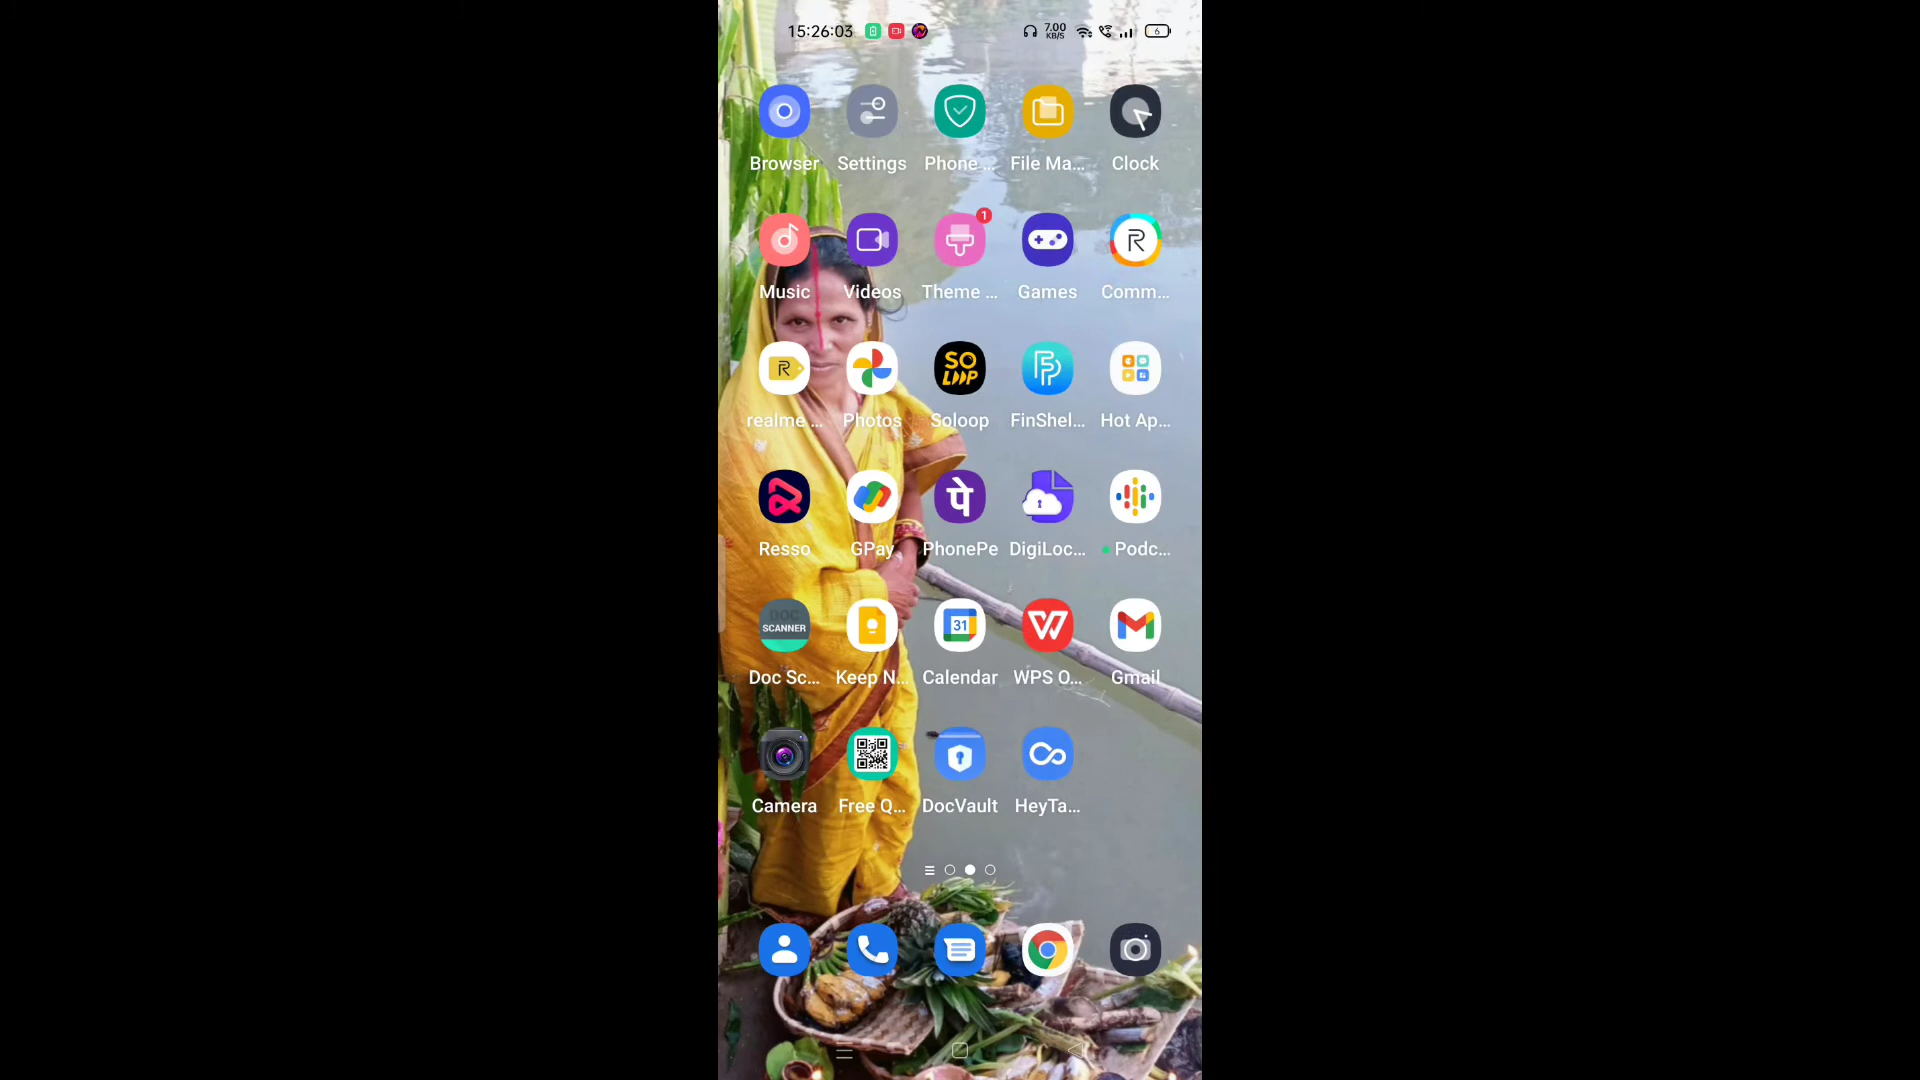 15:26:03 7.00 KB/S 6
Browser Settings Phone ... File Ma... Clock
1
Music Videos Theme ... Games Comm...
R
R SO LOOP
realme ... Photos Soloop FinShel... Hot Ap...
पे
Resso GPay PhonePe DigiLoc... Podc...
DOC SCANNER 31 W
Doc Sc... Keep N... Calendar WPS O... Gmail
Camera Free Q... DocVault HeyTa...